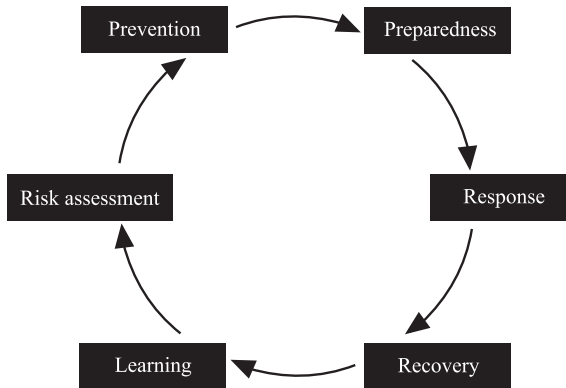 Prevention
Preparedness
Risk assessment
Response
Learning
Recovery